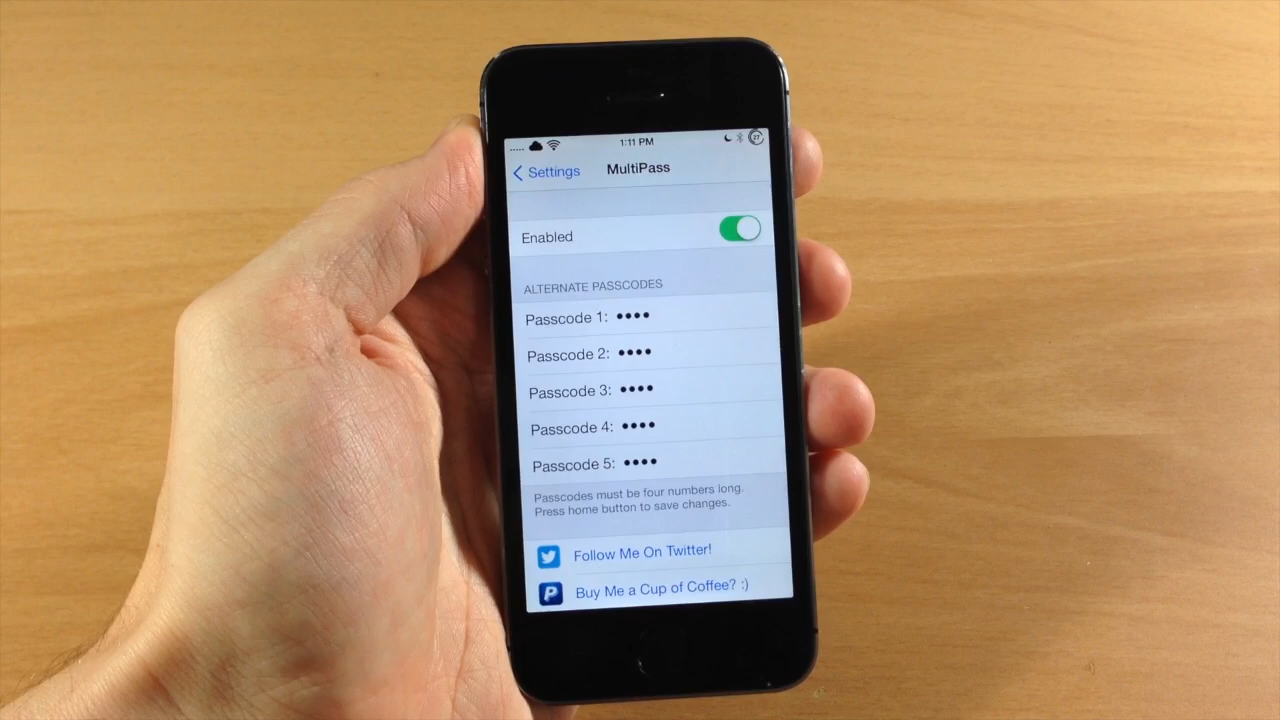 1:11 PM
27
Settings
MultiPass
Enabled
ALTERNATE PASSCODES
Passcode 1: ••••
Passcode 2: ••••
Passcode 3: ••••
Passcode 4: ••••
Passcode 5: ••••
Passcodes must be four numbers long.
Press home button to save changes.
Follow Me On Twitter!
Buy Me a Cup of Coffee? :)